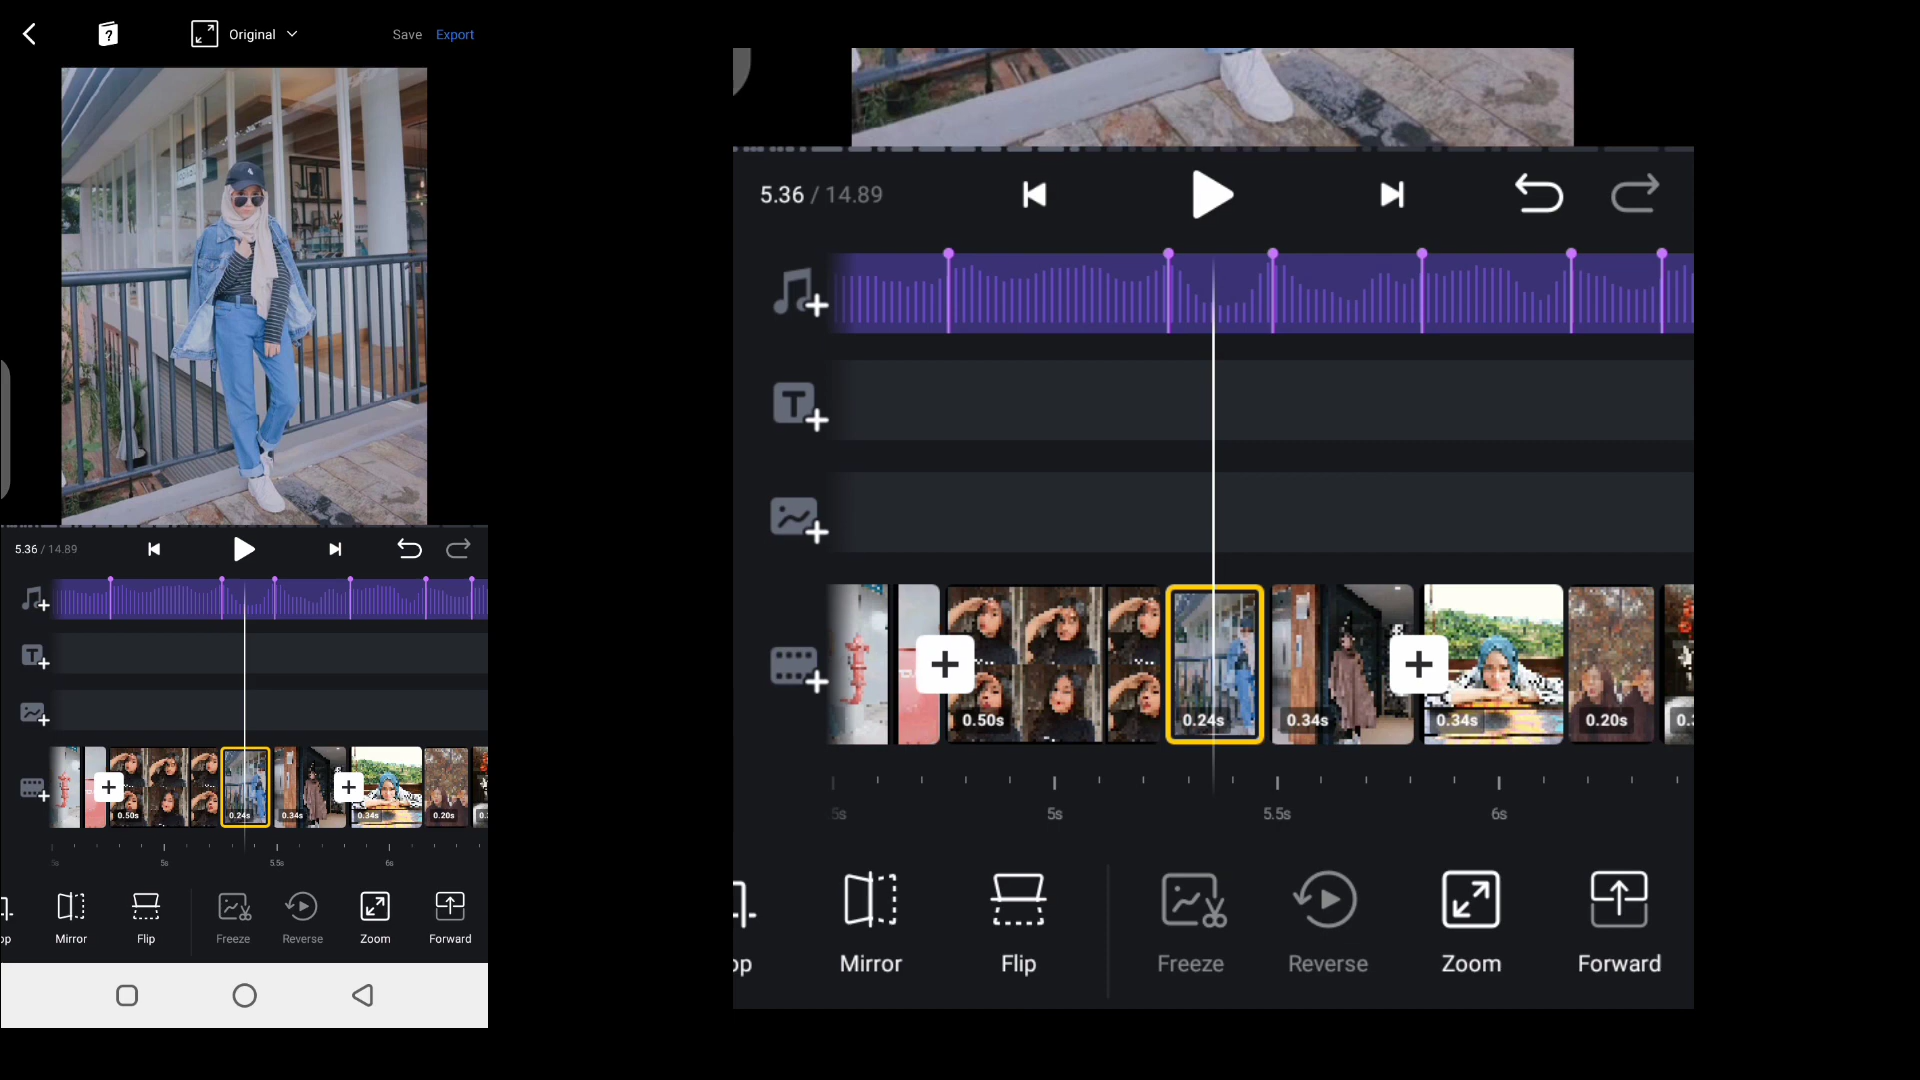 Original
Save Export
5.36 / 14.89
0.50s 0.24s 0.34s 0.34s 0.20s
5s 5s 5.5s 6s
op Mirror Flip Freeze Reverse Zoom Forward
5.36 / 14.89
0.50s 0.24s 0.34s 0.34s 0.20s
5s 5s 5.5s 6s
op Mirror Flip Freeze Reverse Zoom Forward